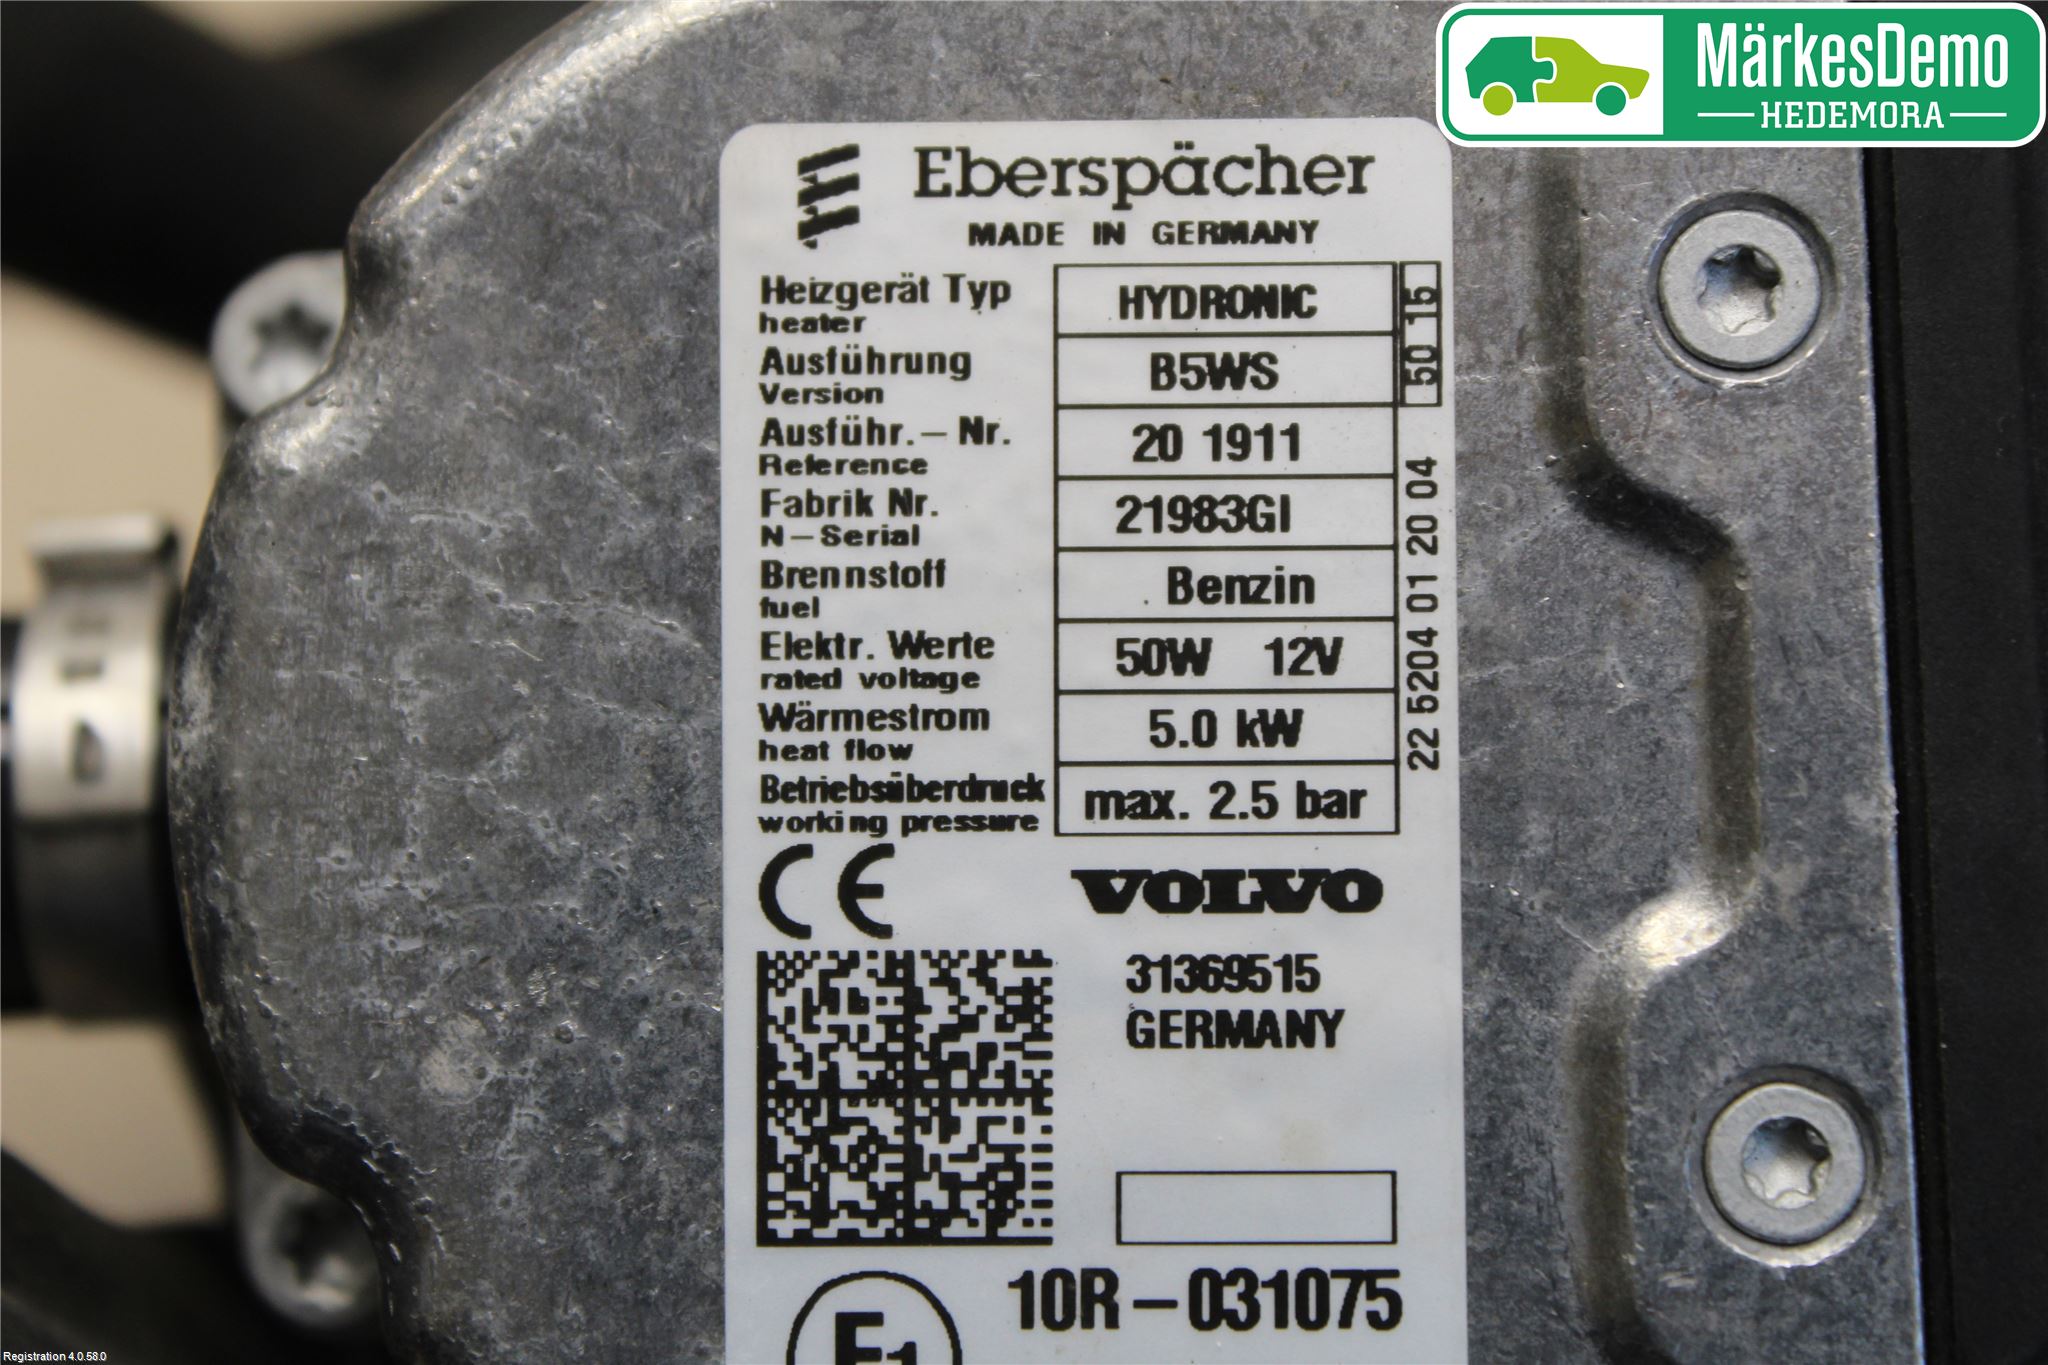 MärkesDemo
HEDEMORA
Eberspächer
MADE IN GERMANY
Heizgerät Typ
heater
HYDRONIC
Ausführung
Version
B5WS
Ausführ.- Nr.
Reference
20 1911
Fabrik Nr.
N-Serial
21983GI
Brennstoff
fuel
Benzin
Elektr. Werte
rated voltage
50W 12V
Wärmestrom
heat flow
5.0 kW
Betriebsüberdruck
working pressure
max. 2.5 bar
50 15
22 5204 01 20 04
CE
VOLVO
31369515
GERMANY
10R-031075
E1
Registration 4.0.58.0